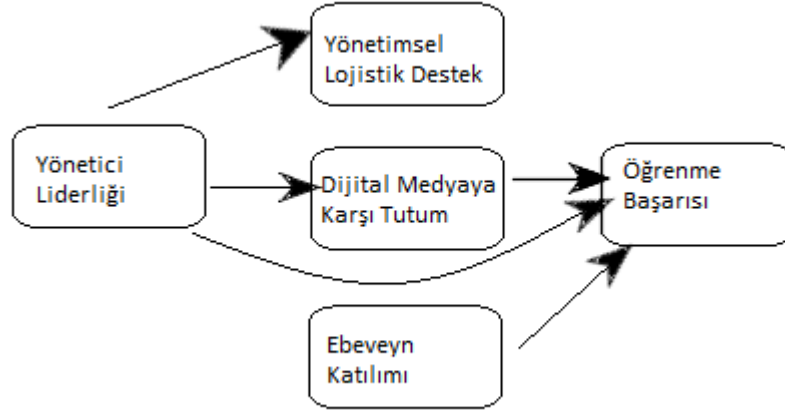 Yönetimsel
Lojistik Destek
Yönetici
Liderliği
Dijital Medyaya
Karşı Tutum
Öğrenme
Başarısı
Ebeveyn
Katılımı